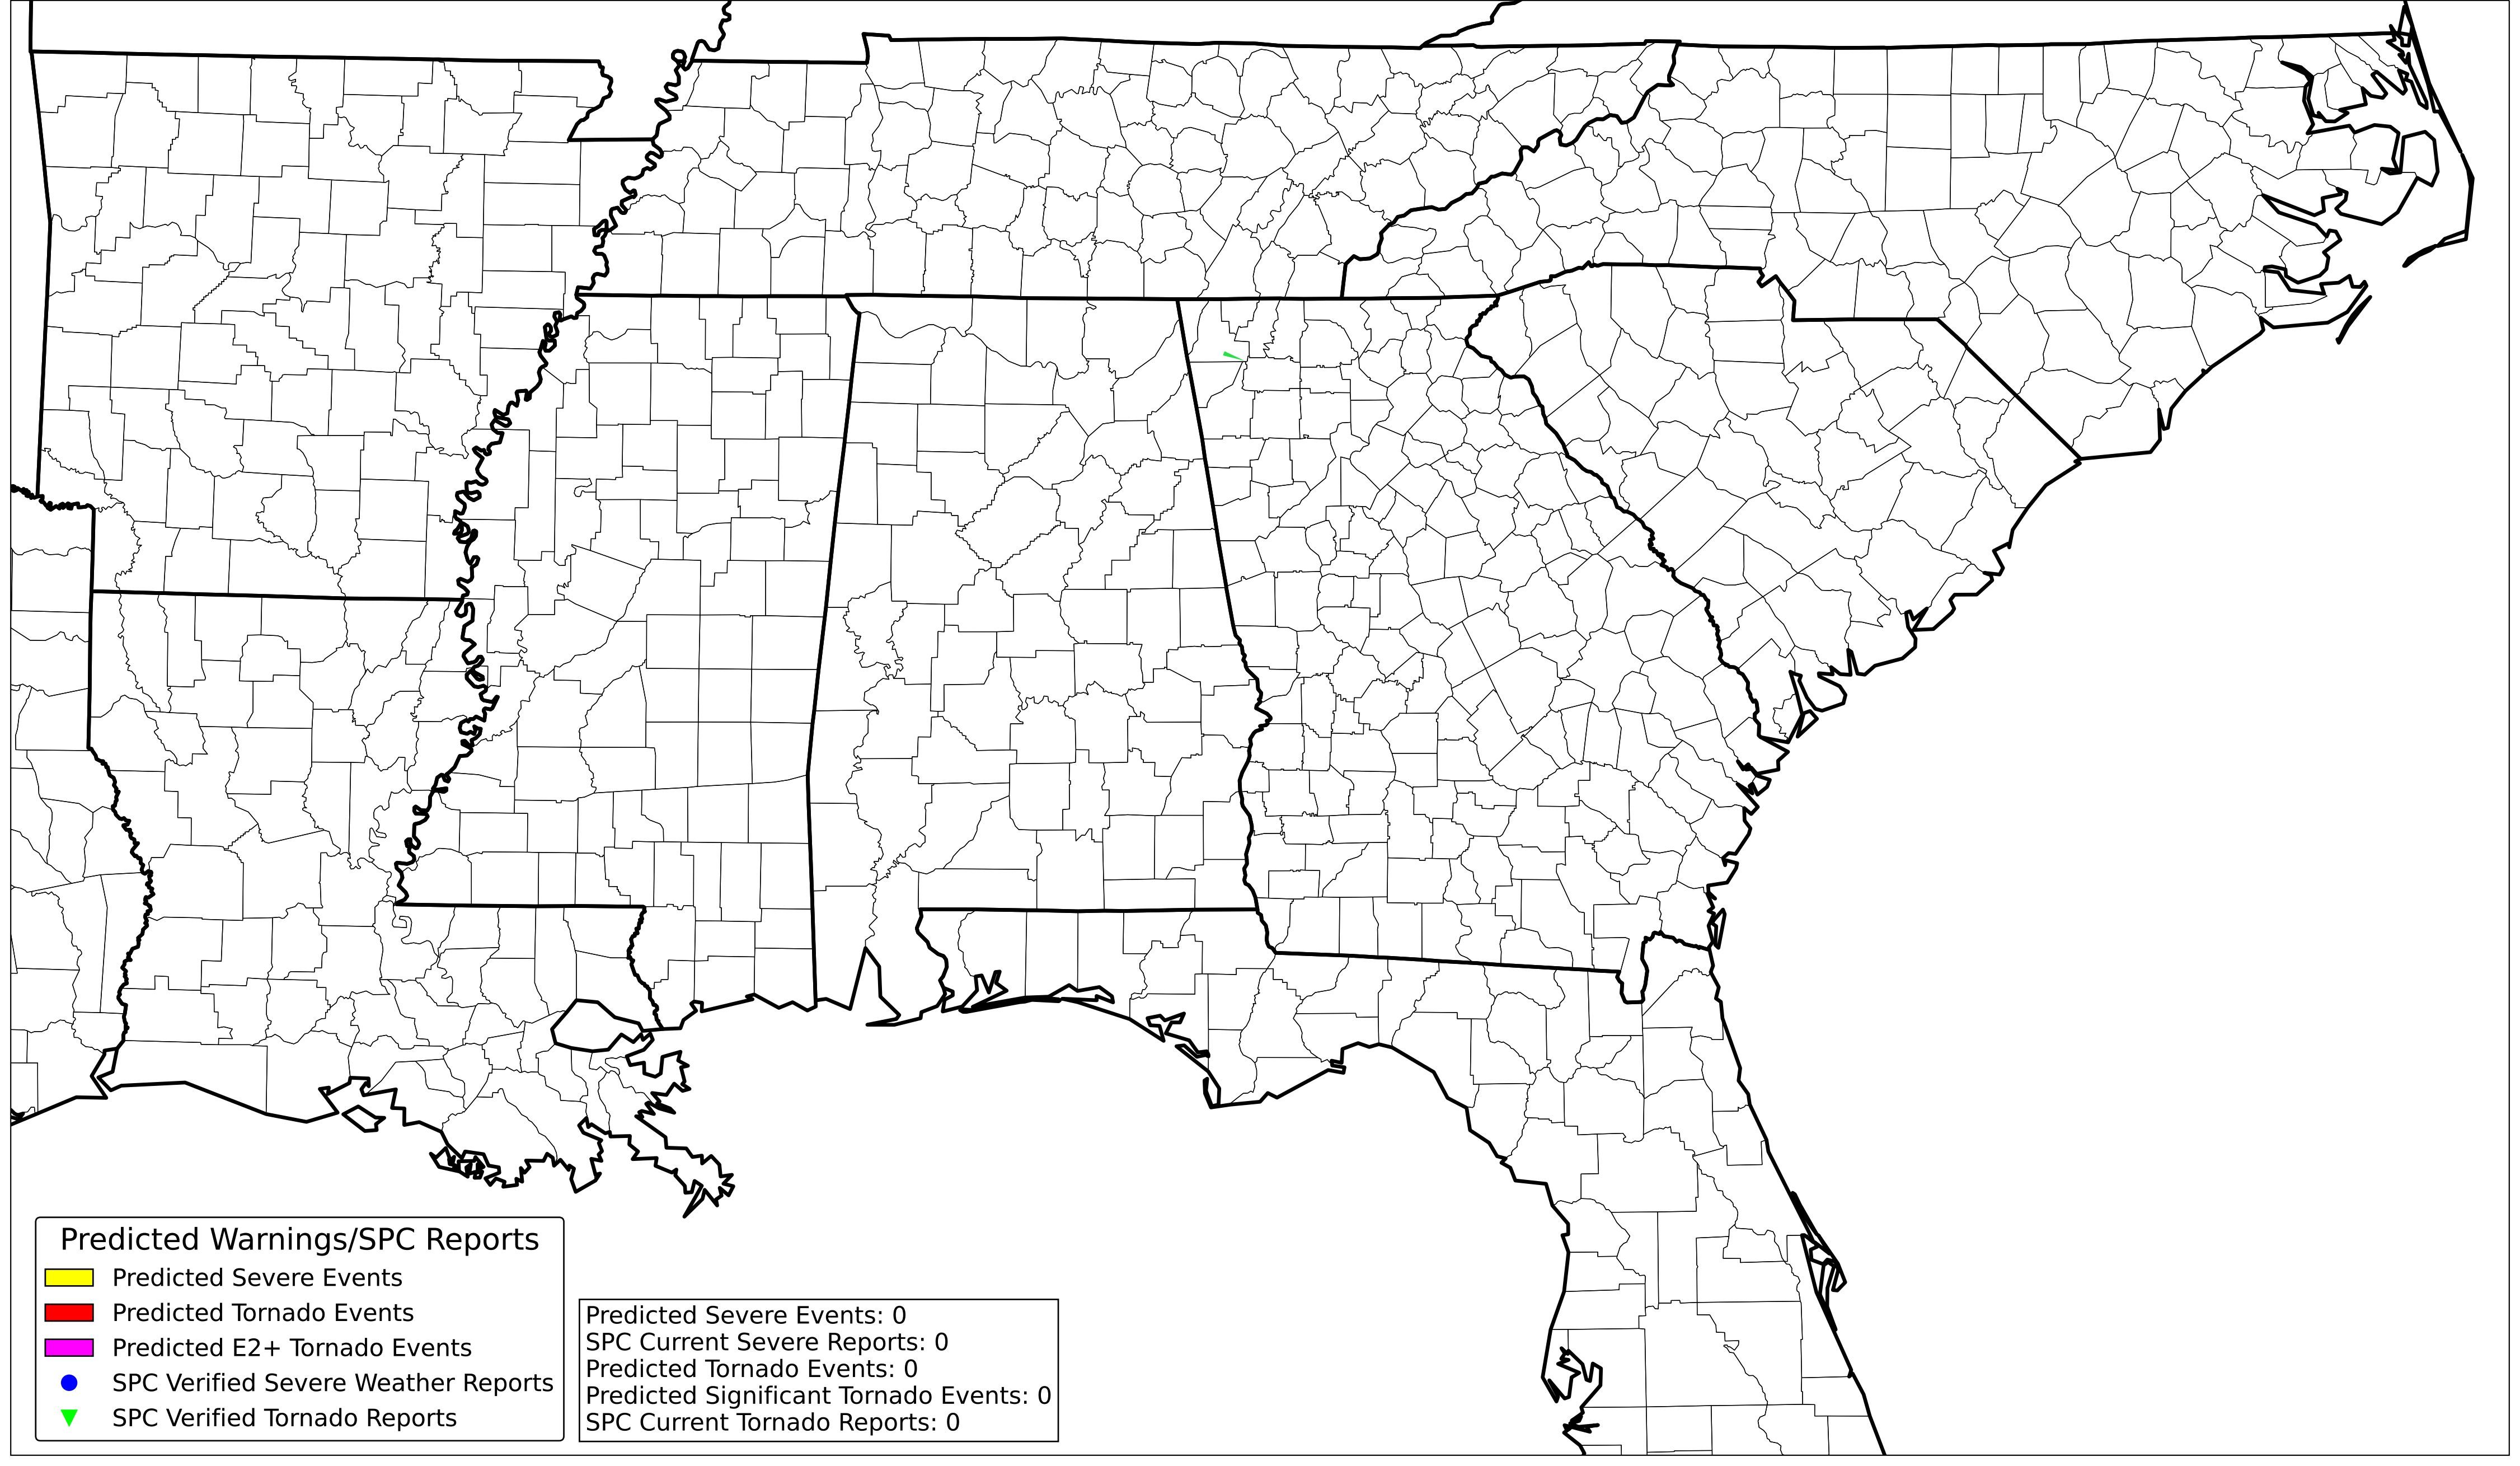 Predicted Warnings/SPC Reports
Predicted Severe Events
Predicted Tornado Events
Predicted E2+ Tornado Events
SPC Verified Severe Weather Reports
SPC Verified Tornado Reports
Predicted Severe Events: 0
SPC Current Severe Reports: 0
Predicted Tornado Events: 0
Predicted Significant Tornado Events: 0
SPC Current Tornado Reports: 0